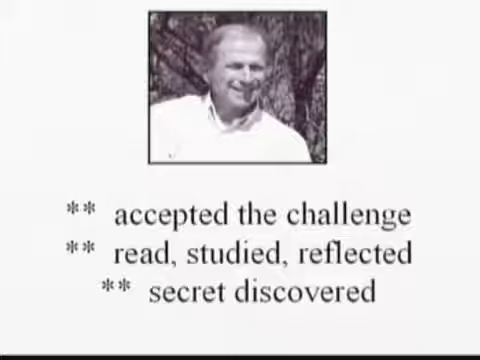 ** accepted the challenge
** read, studied, reflected
** secret discovered